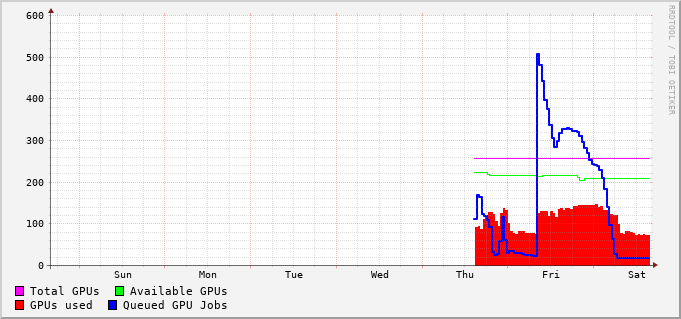 600
500
400
300
200
100
0
Sun Mon Tue Wed Thu Fri Sat
Total GPUs Available GPUs
GPUs used Queued GPU Jobs
RRDTOOL / TOBI OETIKER